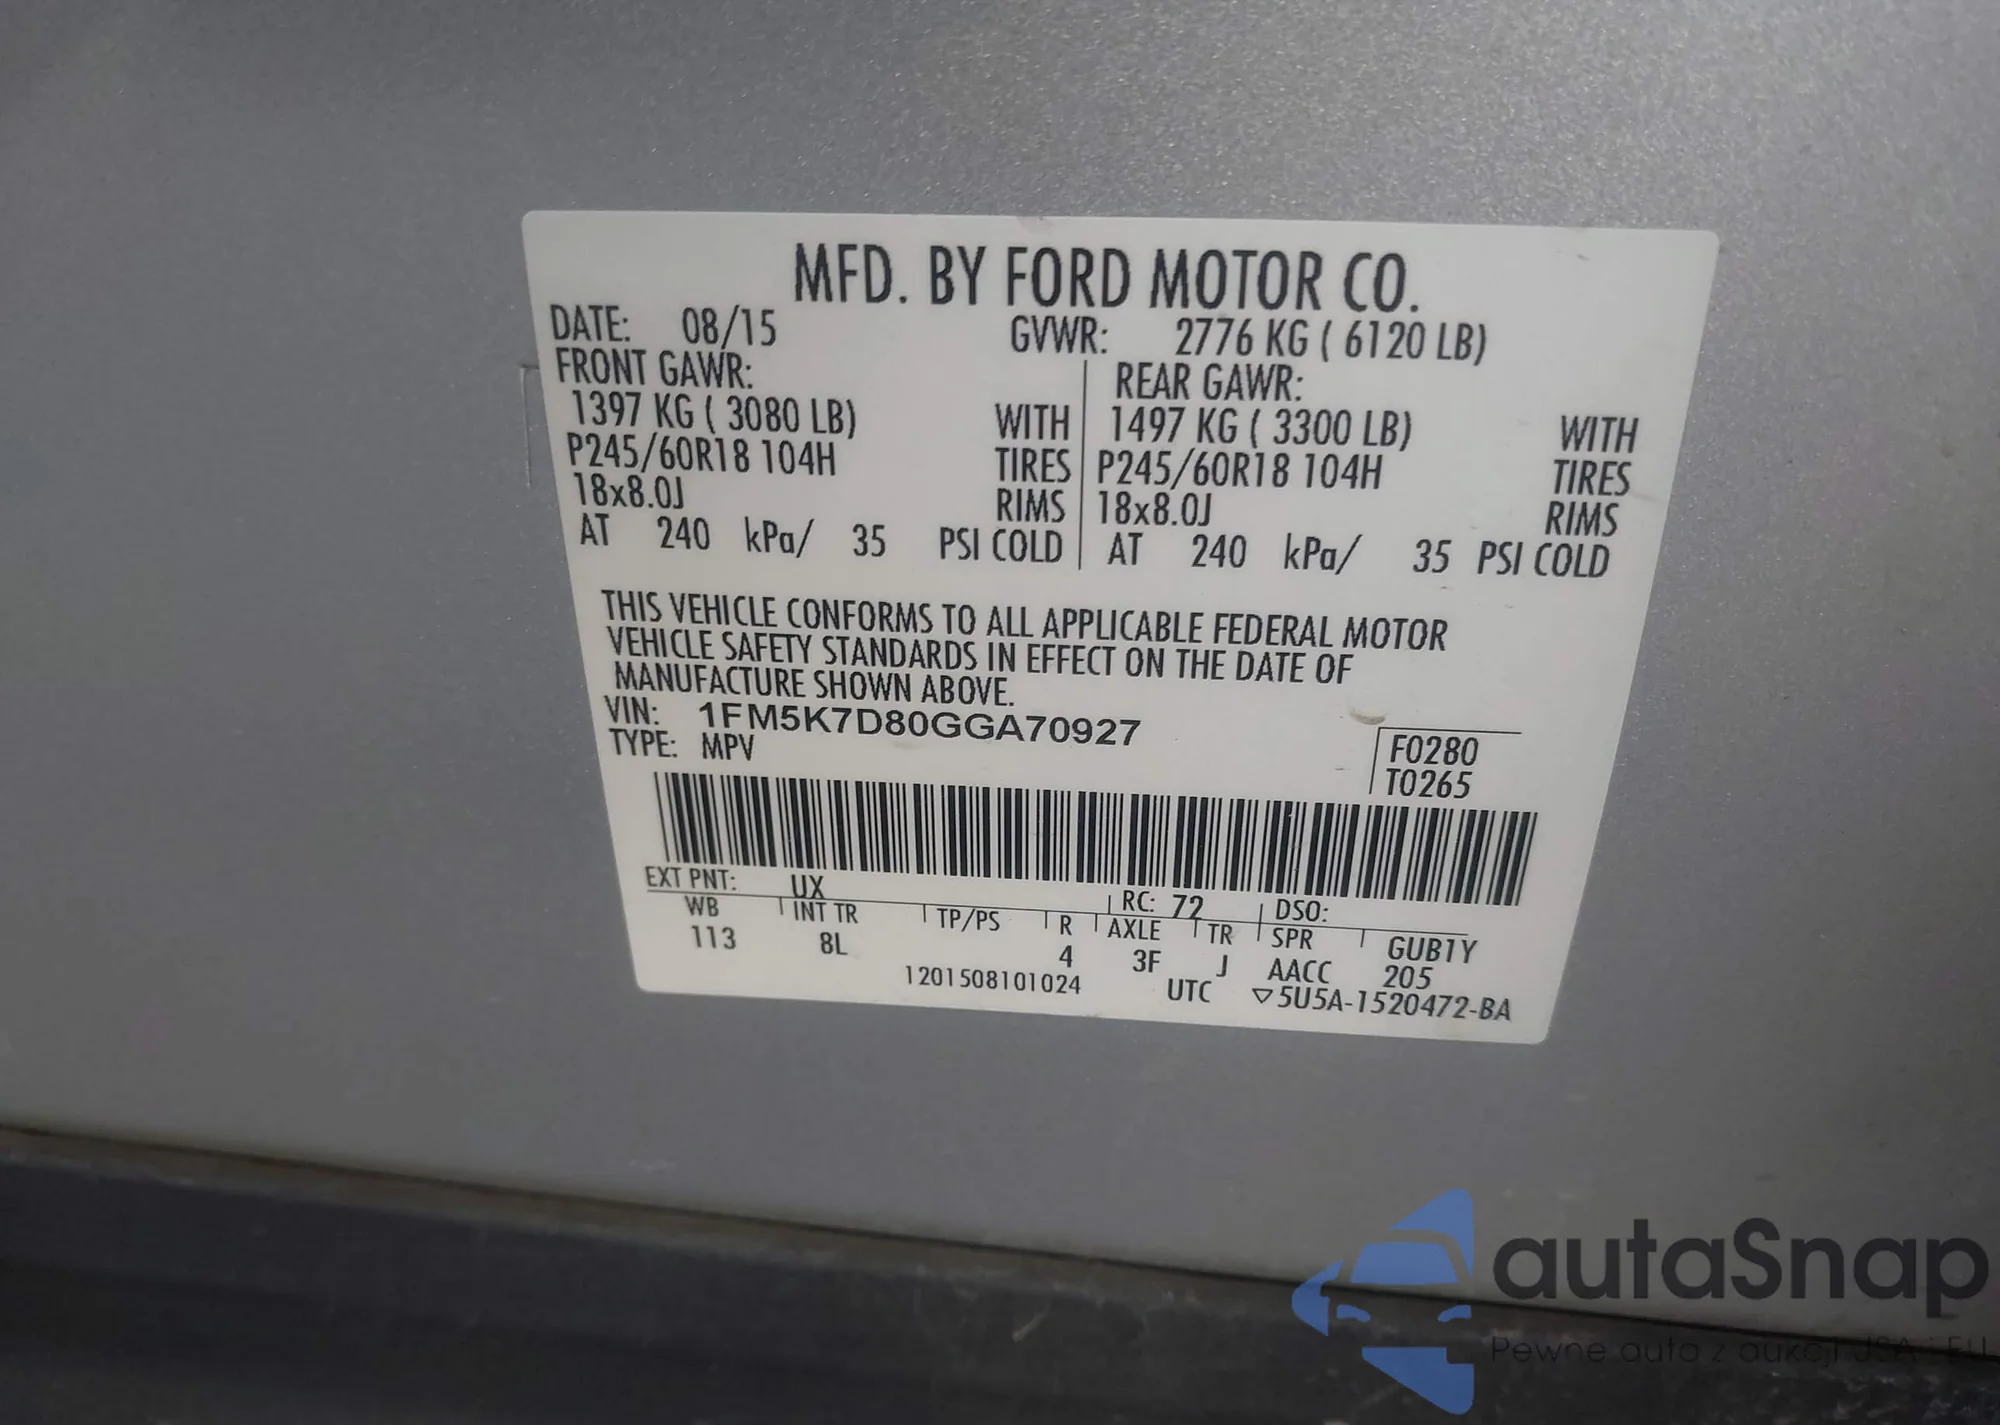 MFD. BY FORD MOTOR CO.
DATE: 08/15 GVWR: 2776 KG ( 6120 LB)
FRONT GAWR: REAR GAWR:
1397 KG ( 3080 LB) WITH 1497 KG ( 3300 LB) WITH
P245/60R18 104H TIRES P245/60R18 104H TIRES
18x8.0J RIMS 18x8.0J RIMS
AT 240 kPa/ 35 PSI COLD AT 240 kPa/ 35 PSI COLD
THIS VEHICLE CONFORMS TO ALL APPLICABLE FEDERAL MOTOR
VEHICLE SAFETY STANDARDS IN EFFECT ON THE DATE OF
MANUFACTURE SHOWN ABOVE.
VIN: 1FM5K7D80GGA70927
TYPE: MPV
F0280
T0265
EXT PNT: UX RC: 72 DSO:
WB INT TR TP/PS R AXLE TR SPR GUB1Y
113 8L 4 3F J AACC 205
1201508101024 UTC ▽5U5A-1520472-BA
autaSnap
Pewne auta z aukcji USA i EU